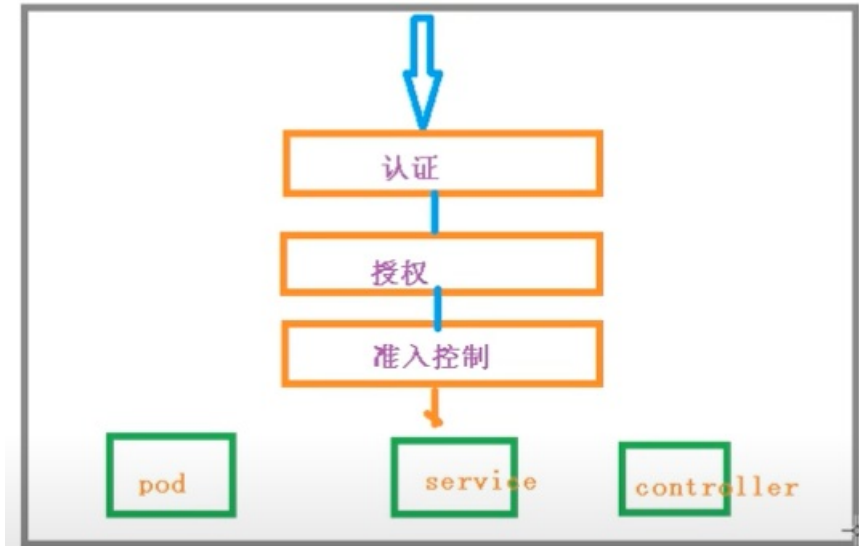 认证
授权
准入控制
pod
service
controller